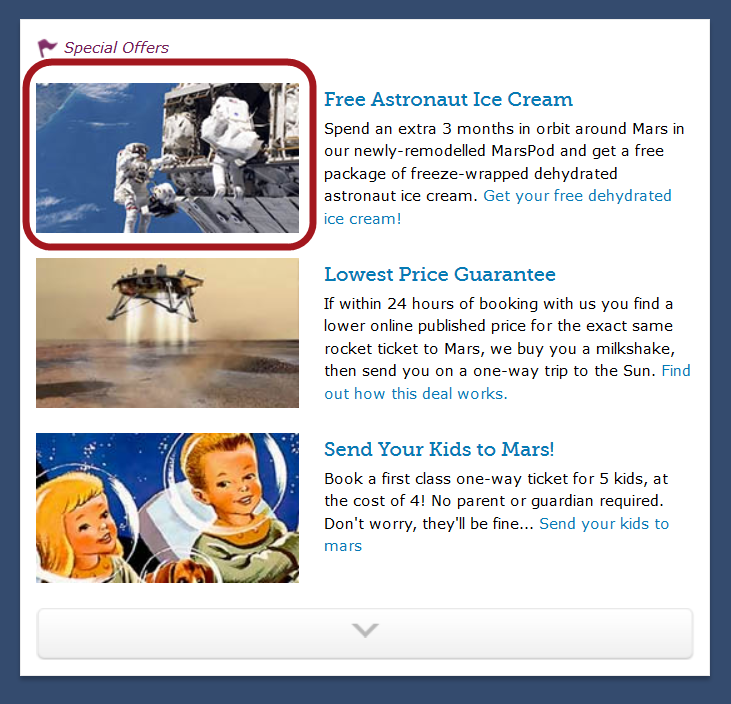 Special Offers
Free Astronaut Ice Cream
Spend an extra 3 months in orbit around Mars in
our newly-remodelled MarsPod and get a free
package of freeze-wrapped dehydrated
astronaut ice cream. Get your free dehydrated
ice cream!
Lowest Price Guarantee
If within 24 hours of booking with us you find a
lower online published price for the exact same
rocket ticket to Mars, we buy you a milkshake,
then send you on a one-way trip to the Sun. Find
out how this deal works.
Send Your Kids to Mars!
Book a first class one-way ticket for 5 kids, at
the cost of 4! No parent or guardian required.
Don't worry, they'll be fine... Send your kids to
mars